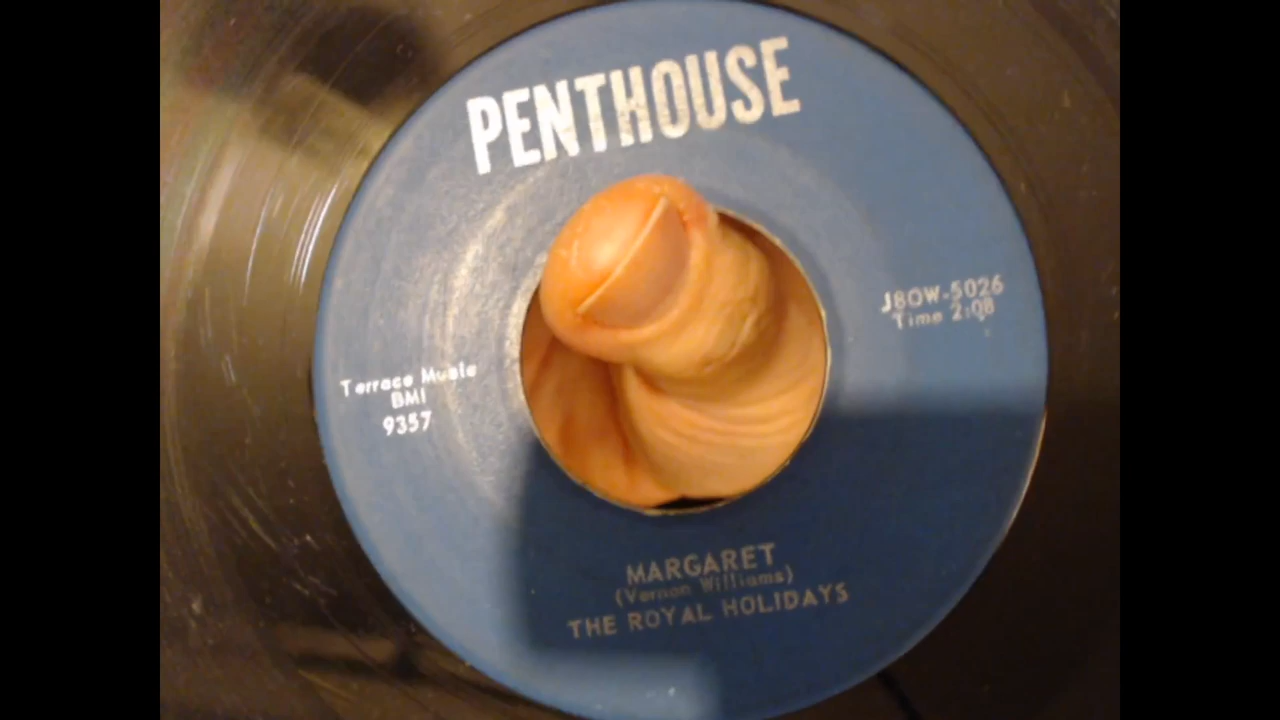 PENTHOUSE
J8OW-5026
Time 2:08
Terrace Music
BMI
9357
MARGARET
(Vernon Williams)
THE ROYAL HOLIDAYS